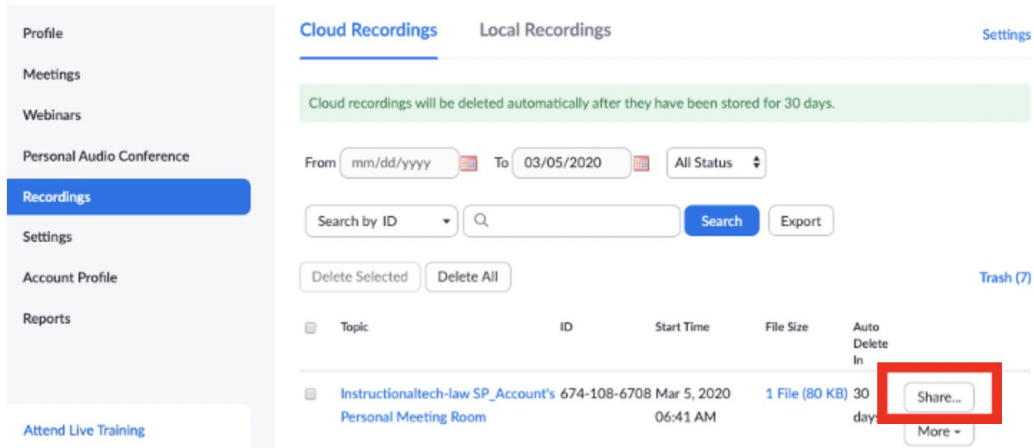 Profile
Meetings
Webinars
Personal Audio Conference
Recordings
Settings
Account Profile
Reports
Attend Live Training
Cloud Recordings Local Recordings
Settings
Cloud recordings will be deleted automatically after they have been stored for 30 days.
From mm/dd/yyyy To 03/05/2020 All Status
Search by ID Search Export
Delete Selected Delete All
Trash (7)
Topic ID Start Time File Size Auto
Delete
In
Instructionaltech-law SP_Account's 674-108-6708 Mar 5, 2020 1 File (80 KB) 30 Share...
Personal Meeting Room 06:41 AM days
More